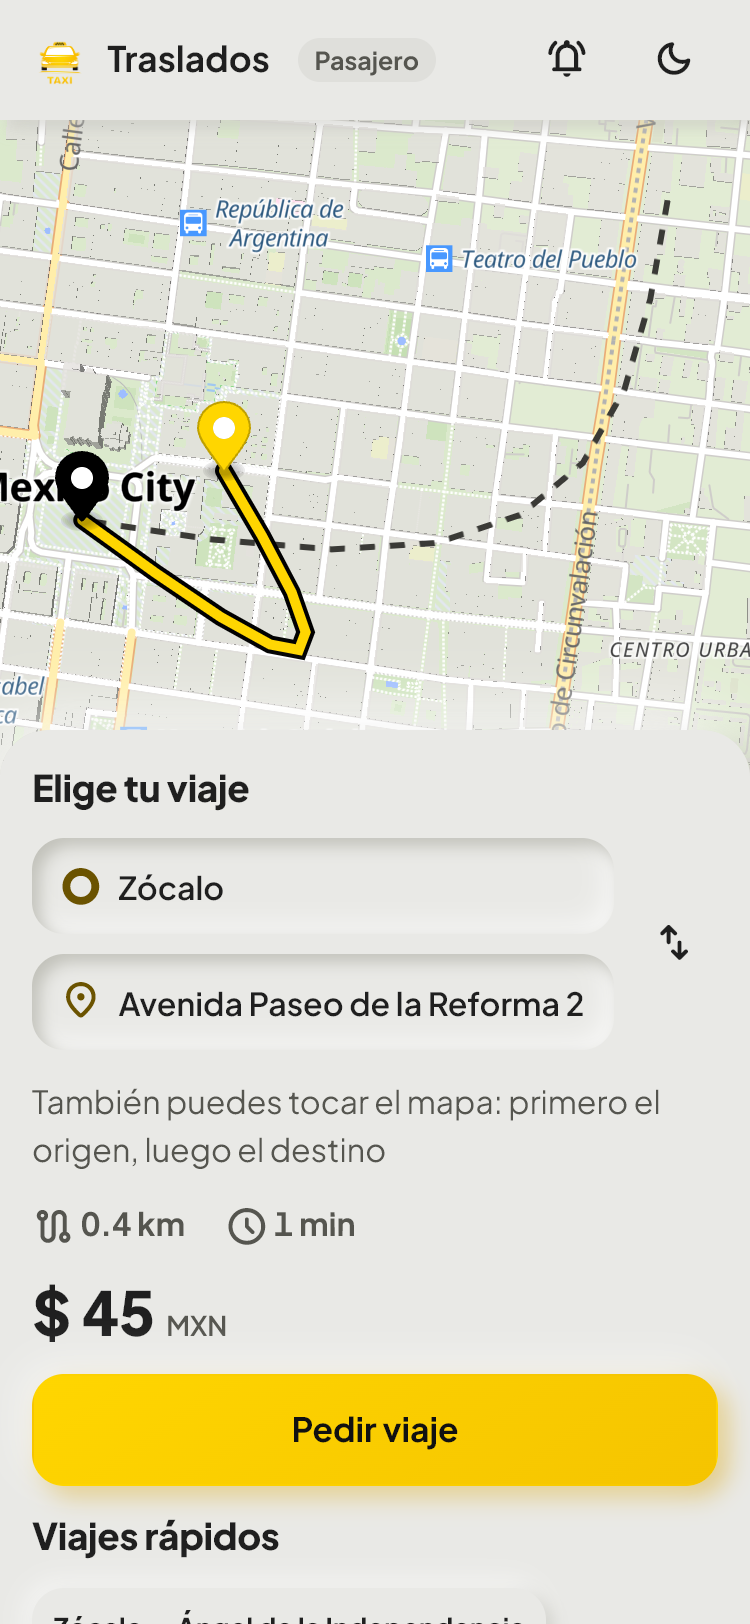 TAXI
Traslados
Pasajero
Calle
República de
Argentina
Teatro del Pueblo
City
de Circunvalación
CENTRO URBA
abel
ca
Elige tu viaje
Zócalo
Avenida Paseo de la Reforma 2
También puedes tocar el mapa: primero el
origen, luego el destino
0.4 km
1 min
$ 45 MXN
Pedir viaje
Viajes rápidos